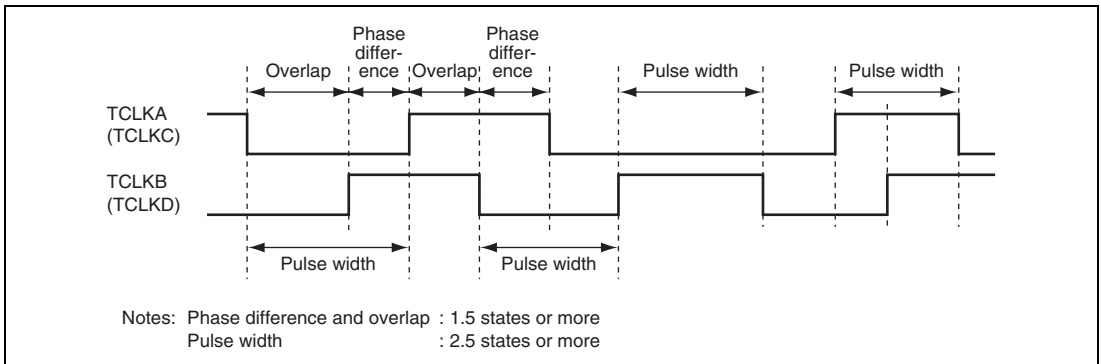 Phase
differ-
ence
Phase
differ-
ence
Overlap
Overlap
Pulse width
Pulse width
TCLKA
(TCLKC)
TCLKB
(TCLKD)
Pulse width
Pulse width
Notes: Phase difference and overlap : 1.5 states or more
Pulse width : 2.5 states or more